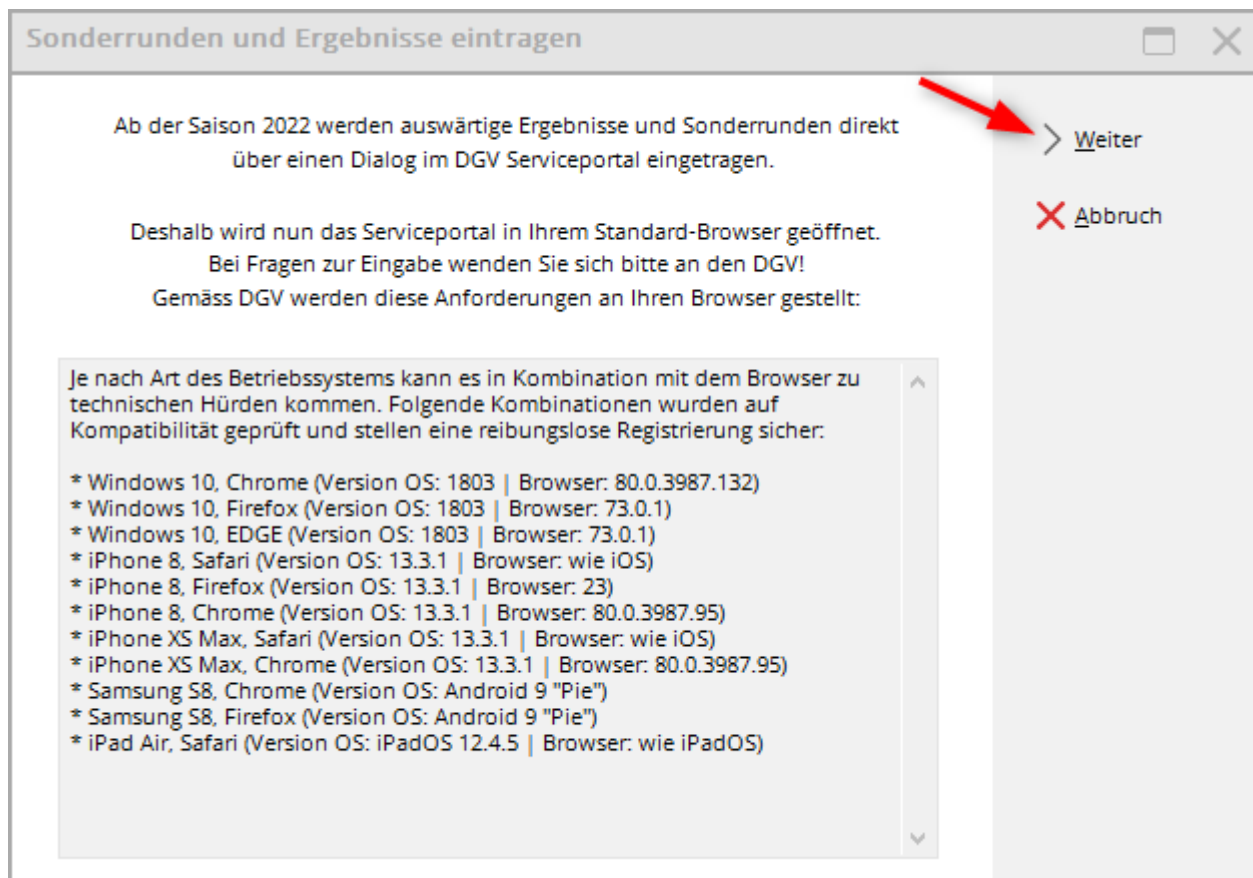 Sonderrunden und Ergebnisse eintragen
Ab der Saison 2022 werden auswärtige Ergebnisse und Sonderrunden direkt
über einen Dialog im DGV Serviceportal eingetragen.
Weiter
Abbruch
Deshalb wird nun das Serviceportal in Ihrem Standard-Browser geöffnet.
Bei Fragen zur Eingabe wenden Sie sich bitte an den DGV!
Gemäss DGV werden diese Anforderungen an Ihren Browser gestellt:
Je nach Art des Betriebssystems kann es in Kombination mit dem Browser zu
technischen Hürden kommen. Folgende Kombinationen wurden auf
Kompatibilität geprüft und stellen eine reibungslose Registrierung sicher:
* Windows 10, Chrome (Version OS: 1803 | Browser: 80.0.3987.132)
* Windows 10, Firefox (Version OS: 1803 | Browser: 73.0.1)
* Windows 10, EDGE (Version OS: 1803 | Browser: 73.0.1)
* iPhone 8, Safari (Version OS: 13.3.1 | Browser: wie iOS)
* iPhone 8, Firefox (Version OS: 13.3.1 | Browser: 23)
* iPhone 8, Chrome (Version OS: 13.3.1 | Browser: 80.0.3987.95)
* iPhone XS Max, Safari (Version OS: 13.3.1 | Browser: wie iOS)
* iPhone XS Max, Chrome (Version OS: 13.3.1 | Browser: 80.0.3987.95)
* Samsung S8, Chrome (Version OS: Android 9 "Pie")
* Samsung S8, Firefox (Version OS: Android 9 "Pie")
* iPad Air, Safari (Version OS: iPadOS 12.4.5 | Browser: wie iPadOS)